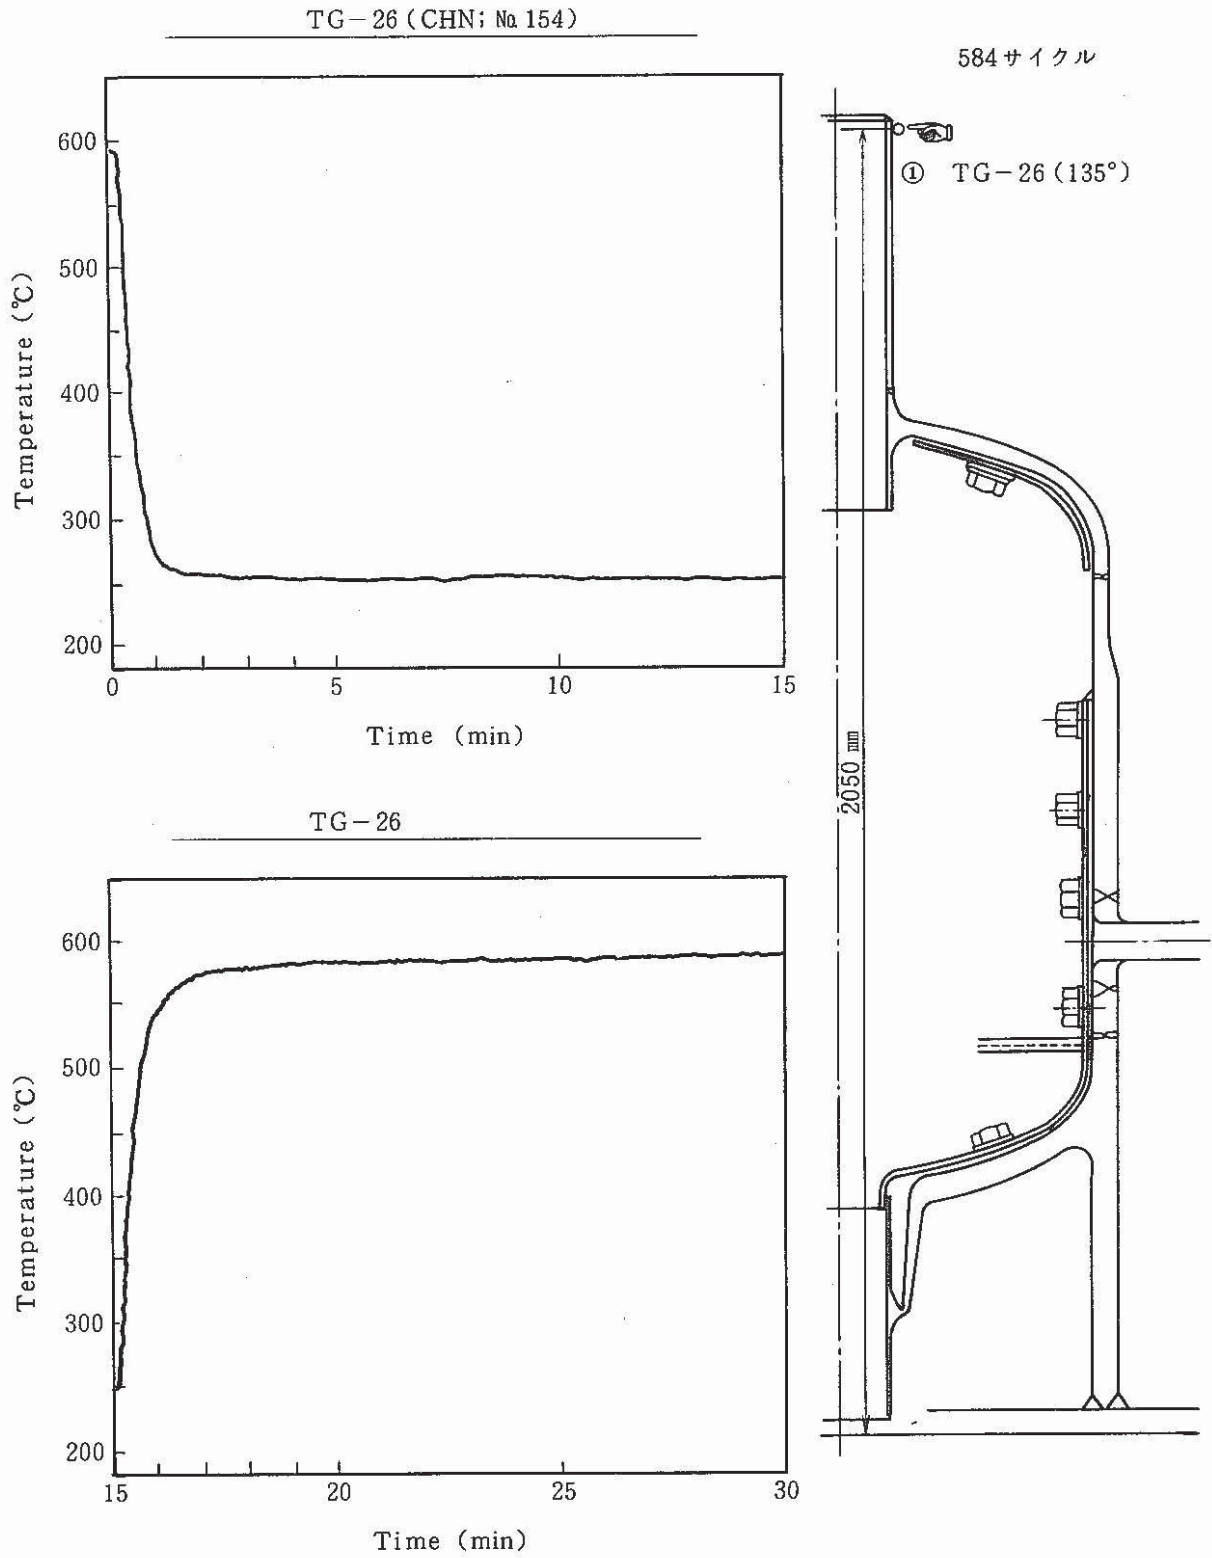 TG-26 (CHN; No. 154)
584サイクル
① TG-26 (135°)
600
500
400
300
200
Temperature (℃)
0
5
10
15
Time (min)
2050 mm
TG-26
600
500
400
300
200
Temperature (℃)
15
20
25
30
Time (min)